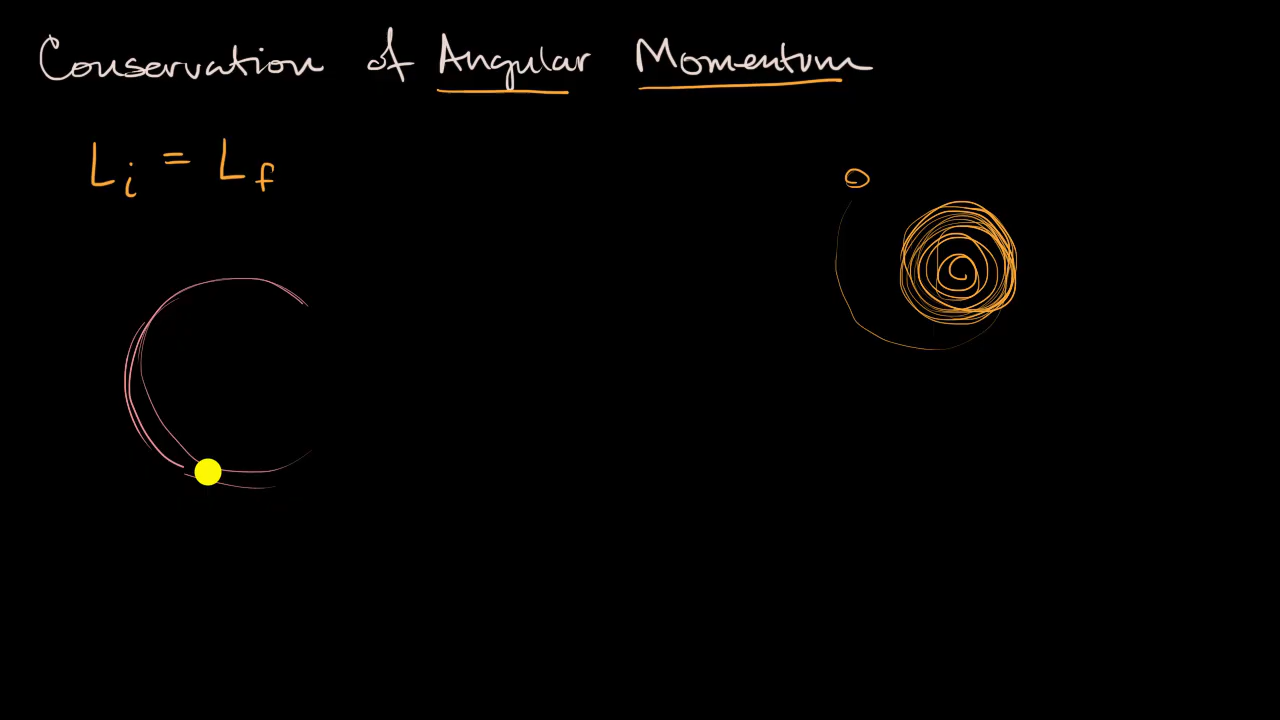 Conservation of Angular Momentum
Li = Lf